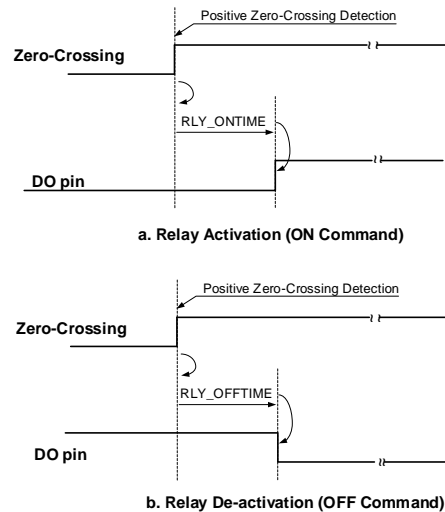 Positive Zero-Crossing Detection
Zero-Crossing
RLY_ONTIME
DO pin
a. Relay Activation (ON Command)
Positive Zero-Crossing Detection
Zero-Crossing
RLY_OFFTIME
DO pin
b. Relay De-activation (OFF Command)